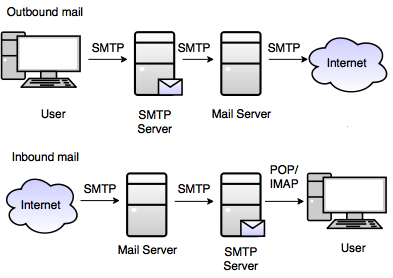 Outbound mail
SMTP SMTP SMTP
Internet
User SMTP Server Mail Server
Inbound mail
SMTP SMTP POP/IMAP
Internet
Mail Server SMTP Server User